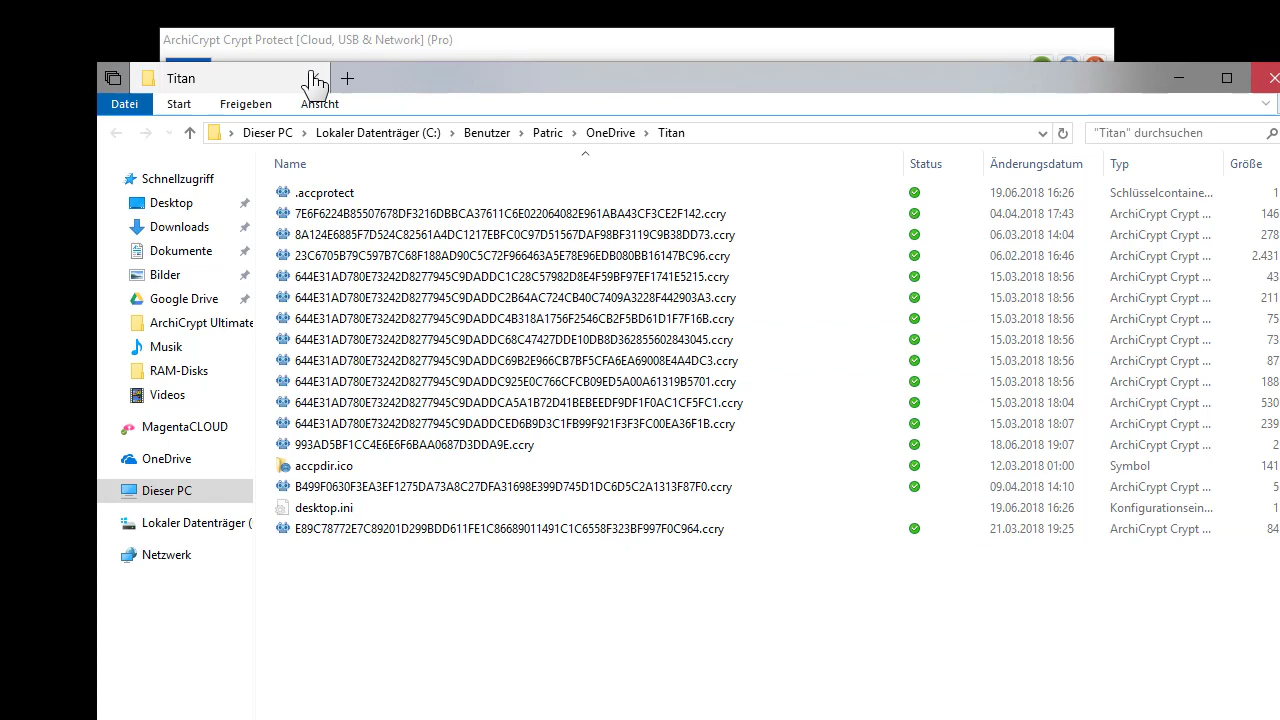 ArchiCrypt Crypt Protect [Cloud, USB & Network] (Pro)
Titan
Datei Start Freigeben Ansicht
Dieser PC Lokaler Datenträger (C:) Benutzer Patric OneDrive Titan "Titan" durchsuchen
Name Status Änderungsdatum Typ Größe
.accprotect 19.06.2018 16:26 Schlüsselcontaine... 1
7E6F6224B85507678DF3216DBBCA37611C6E022064082E961ABA43CF3CE2F142.ccry 04.04.2018 17:43 ArchiCrypt Crypt ... 146
8A124E6885F7D524C82561A4DC1217EBFC0C97D51567DAF98BF3119C9B38DD73.ccry 06.03.2018 14:04 ArchiCrypt Crypt ... 278
23C6705B79C597B7C68F188AD90C5C72F966463A5E78E96EDB080BB16147BC96.ccry 06.02.2018 16:46 ArchiCrypt Crypt ... 2.431
644E31AD780E73242D8277945C9DADDC1C28C5798D3E4F59BF97EF1741E5215.ccry 15.03.2018 18:56 ArchiCrypt Crypt ... 43
644E31AD780E73242D8277945C9DADDC2B64AC724CB40C7409A3228F442903A3.ccry 15.03.2018 18:56 ArchiCrypt Crypt ... 211
644E31AD780E73242D8277945C9DADDC4B318A1756F2546CB2F5BD61D1F7F16B.ccry 15.03.2018 18:56 ArchiCrypt Crypt ... 75
644E31AD780E73242D8277945C9DADDC68C47427DDE10DB8D362855602843045.ccry 15.03.2018 18:56 ArchiCrypt Crypt ... 73
644E31AD780E73242D8277945C9DADDC69B2E966CB7BF5CFA6EA69008E4A4DC3.ccry 15.03.2018 18:56 ArchiCrypt Crypt ... 87
644E31AD780E73242D8277945C9DADDC925E0C766CFCB09ED5A00A61319B5701.ccry 15.03.2018 18:56 ArchiCrypt Crypt ... 188
644E31AD780E73242D8277945C9DADDCA5A1B72D41BEBEEDF9DF1F0AC1CF5FC1.ccry 15.03.2018 18:04 ArchiCrypt Crypt ... 530
644E31AD780E73242D8277945C9DADDCED6B9D3C1FB99F921F3F3FC00EA36F1B.ccry 15.03.2018 18:07 ArchiCrypt Crypt ... 239
993AD5BF1CC4E6E6F6BAA0687D3DDA9E.ccry 18.06.2018 19:07 ArchiCrypt Crypt ... 2
accpdir.ico 12.03.2018 01:00 Symbol 141
B499F0630F3EA3EF1275DA73A8C27DFA31698E399D745D1DC6D5C2A1313F87F0.ccry 09.04.2018 14:10 ArchiCrypt Crypt ... 5
desktop.ini 19.06.2018 16:26 Konfigurationsein... 1
E89C78772E7C89201D299BDD611FE1C86689011491C1C6558F323BF997F0C964.ccry 21.03.2018 19:25 ArchiCrypt Crypt ... 84
Schnellzugriff
Desktop
Downloads
Dokumente
Bilder
Google Drive
ArchiCrypt Ultimate
Musik
RAM-Disks
Videos
MagentaCLOUD
OneDrive
Dieser PC
Lokaler Datenträger (
Netzwerk